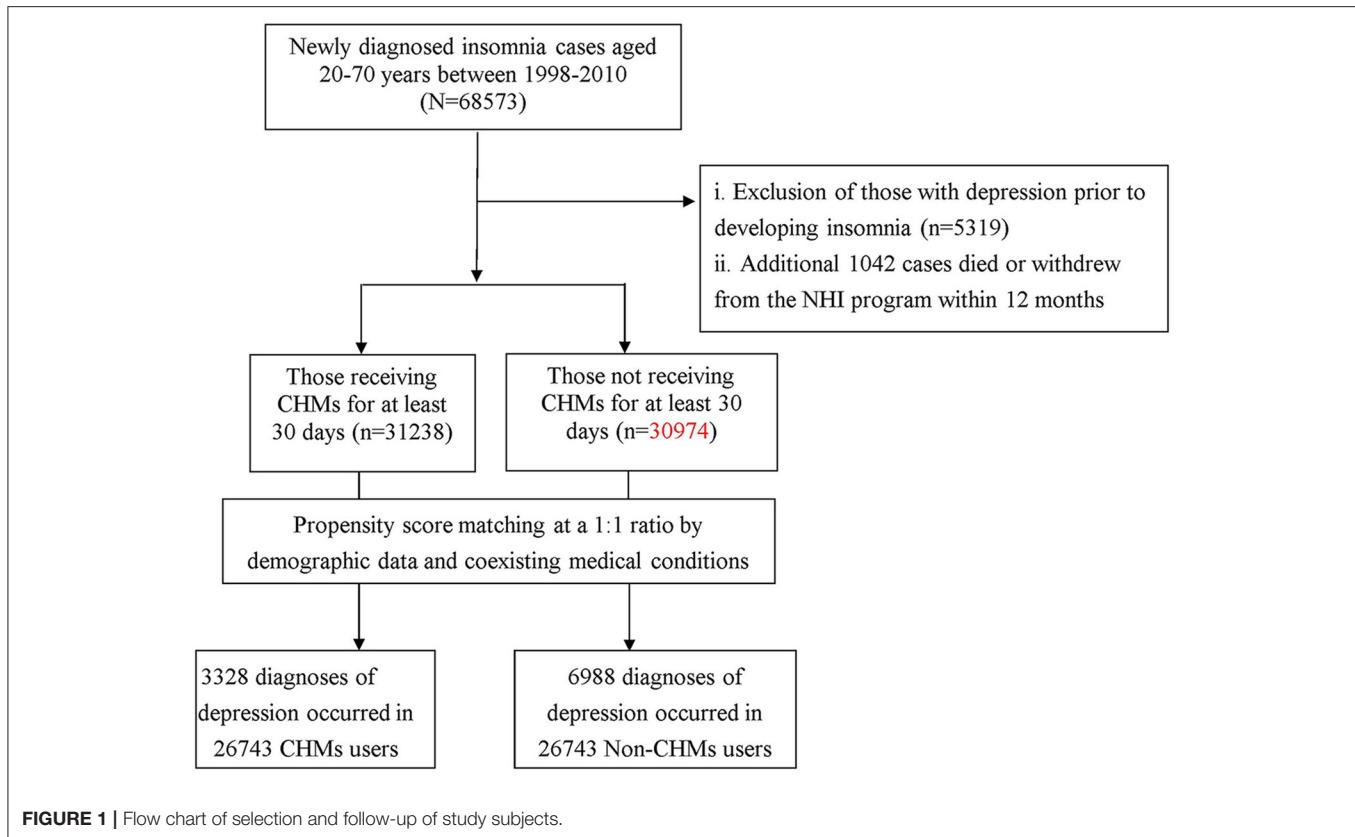 Newly diagnosed insomnia cases aged
20-70 years between 1998-2010
(N=68573)
i. Exclusion of those with depression prior to
developing insomnia (n=5319)
ii. Additional 1042 cases died or withdrew
from the NHI program within 12 months
Those receiving
CHMs for at least
30 days (n=31238)
Those not receiving
CHMs for at least 30
days (n=30974)
Propensity score matching at a 1:1 ratio by
demographic data and coexisting medical conditions
3328 diagnoses of
depression occurred in
26743 CHMs users
6988 diagnoses of
depression occurred in
26743 Non-CHMs users
FIGURE 1 | Flow chart of selection and follow-up of study subjects.